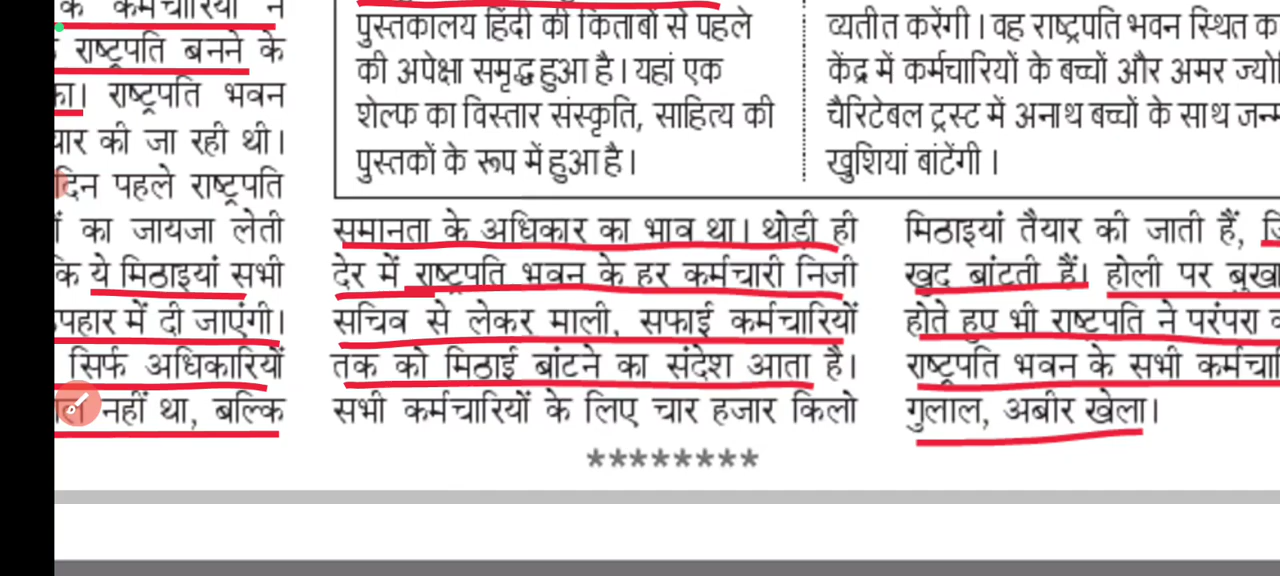 के कर्मचारियों ने
राष्ट्रपति बनने के
का। राष्ट्रपति भवन
की जा रही थी।
दिन पहले राष्ट्रपति
का जायजा लेती
कि ये मिठाइयां सभी
में दी जाएंगी।
सिर्फ अधिकारियों
नहीं था, बल्कि
पुस्तकालय हिंदी की किताबों से पहले
की अपेक्षा समृद्ध हुआ है। यहां एक
शेल्फ का विस्तार संस्कृति, साहित्य की
पुस्तकों के रूप में हुआ है।
व्यतीत करेंगी। वह राष्ट्रपति भवन स्थित
केंद्र में कर्मचारियों के बच्चों और अमर
चैरिटेबल ट्रस्ट में अनाथ बच्चों के साथ
खुशियां बांटेंगी।
समानता के अधिकार का भाव था। थोड़ी ही
देर में राष्ट्रपति भवन के हर कर्मचारी निजी
सचिव से लेकर माली, सफाई कर्मचारियों
तक को मिठाई बांटने का संदेश आता है।
सभी कर्मचारियों के लिए चार हजार किलो
मिठाइयां तैयार की जाती हैं,
खुद बांटती हैं। होली पर
होते हुए भी राष्ट्रपति ने परंपरा
राष्ट्रपति भवन के सभी
गुलाल, अबीर खेला।
********